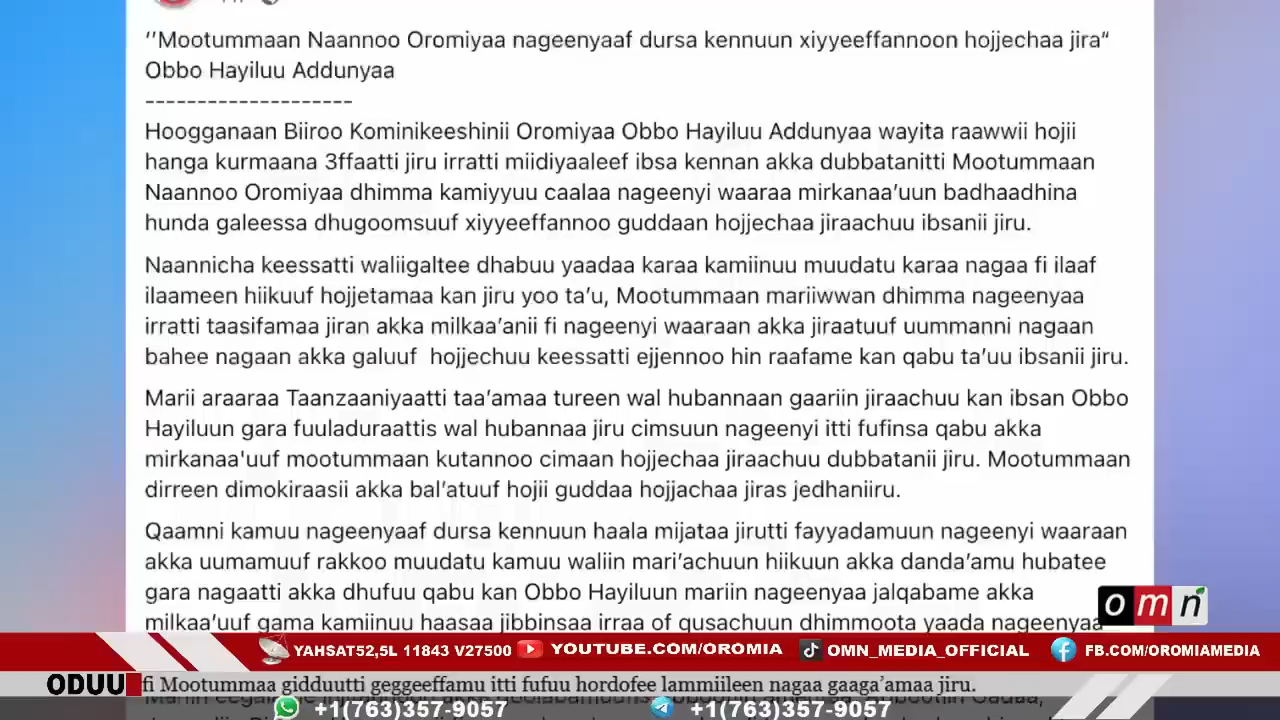 ‘’Mootummaan Naannoo Oromiyaa nageenyaaf dursa kennuun xiyyeeffannoon hojjechaa jira“
Obbo Hayiluu Addunyaa
--------------------
Hoogganaan Biiroo Kominikeeshinii Oromiyaa Obbo Hayiluu Addunyaa wayita raawwii hojii
hanga kurmaana 3ffaatti jiru irratti miidiyaaleef ibsa kennan akka dubbatanitti Mootummaan
Naannoo Oromiyaa dhimma kamiyyuu caalaa nageenyi waaraa mirkanaa’uun badhaadhina
hunda galeessa dhugoomsuuf xiyyeeffannoo guddaan hojjechaa jiraachuu ibsanii jiru.
Naannicha keessatti waliigaltee dhabuu yaadaa karaa kamiinuu muudatu karaa nagaa fi ilaaf
ilaameen hiikuuf hojjetamaa kan jiru yoo ta’u, Mootummaan mariiwwan dhimma nageenyaa
irratti taasifamaa jiran akka milkaa’anii fi nageenyi waaraan akka jiraatuuf uummanni nagaan
bahee nagaan akka galuuf hojjechuu keessatti ejjennoo hin raafame kan qabu ta’uu ibsanii jiru.
Marii araaraa Taanzaaniyaatti taa’amaa tureen wal hubannaan gaariin jiraachuu kan ibsan Obbo
Hayiluun gara fuuladuraattis wal hubannaa jiru cimsuun nageenyi itti fufinsa qabu akka
mirkanaa'uuf mootummaan kutannoo cimaan hojjechaa jiraachuu dubbatanii jiru. Mootummaan
dirreen dimokiraasii akka bal’atuuf hojii guddaa hojjachaa jiras jedhaniiru.
Qaamni kamuu nageenyaaf dursa kennuun haala mijataa jirutti fayyadamuun nageenyi waaraan
akka uumamuuf rakkoo muudatu kamuu waliin mari’achuun hiikuun akka danda’amu hubatee
gara nagaatti akka dhufuu qabu kan Obbo Hayiluun mariin nageenyaa jalqabame akka
milkaa’uuf gama kamiinuu haasaa jibbinsaa irraa of qusachuun dhimmoota yaada nageenyaa
omn
YAHSAT52,5L 11843 V27500 YOUTUBE.COM/OROMIA OMN_MEDIA_OFFICIAL FB.COM/OROMIAMEDIA
ODUU fi Mootummaa gidduutti geggeeffamu itti fufuu hordofee lammiileen nagaa gaaga’amaa jiru.
+1(763)357-9057 +1(763)357-9057